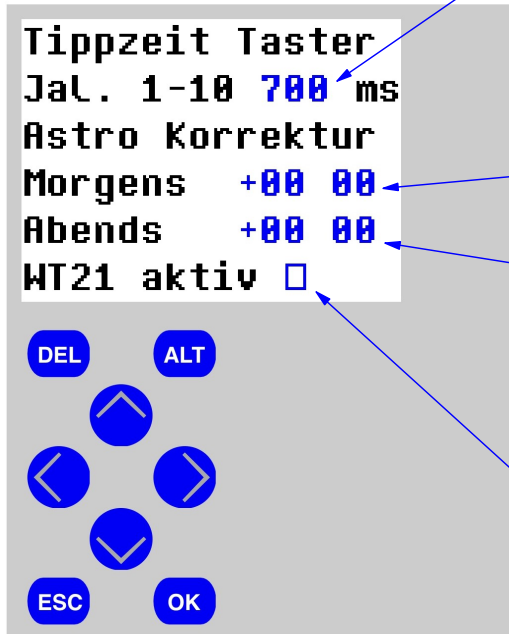 Tippzeit Taster
Jal. 1-10 700 ms
Astro Korrektur
Morgens +00 00
Abends +00 00
WT21 aktiv □
DEL ALT
ESC OK